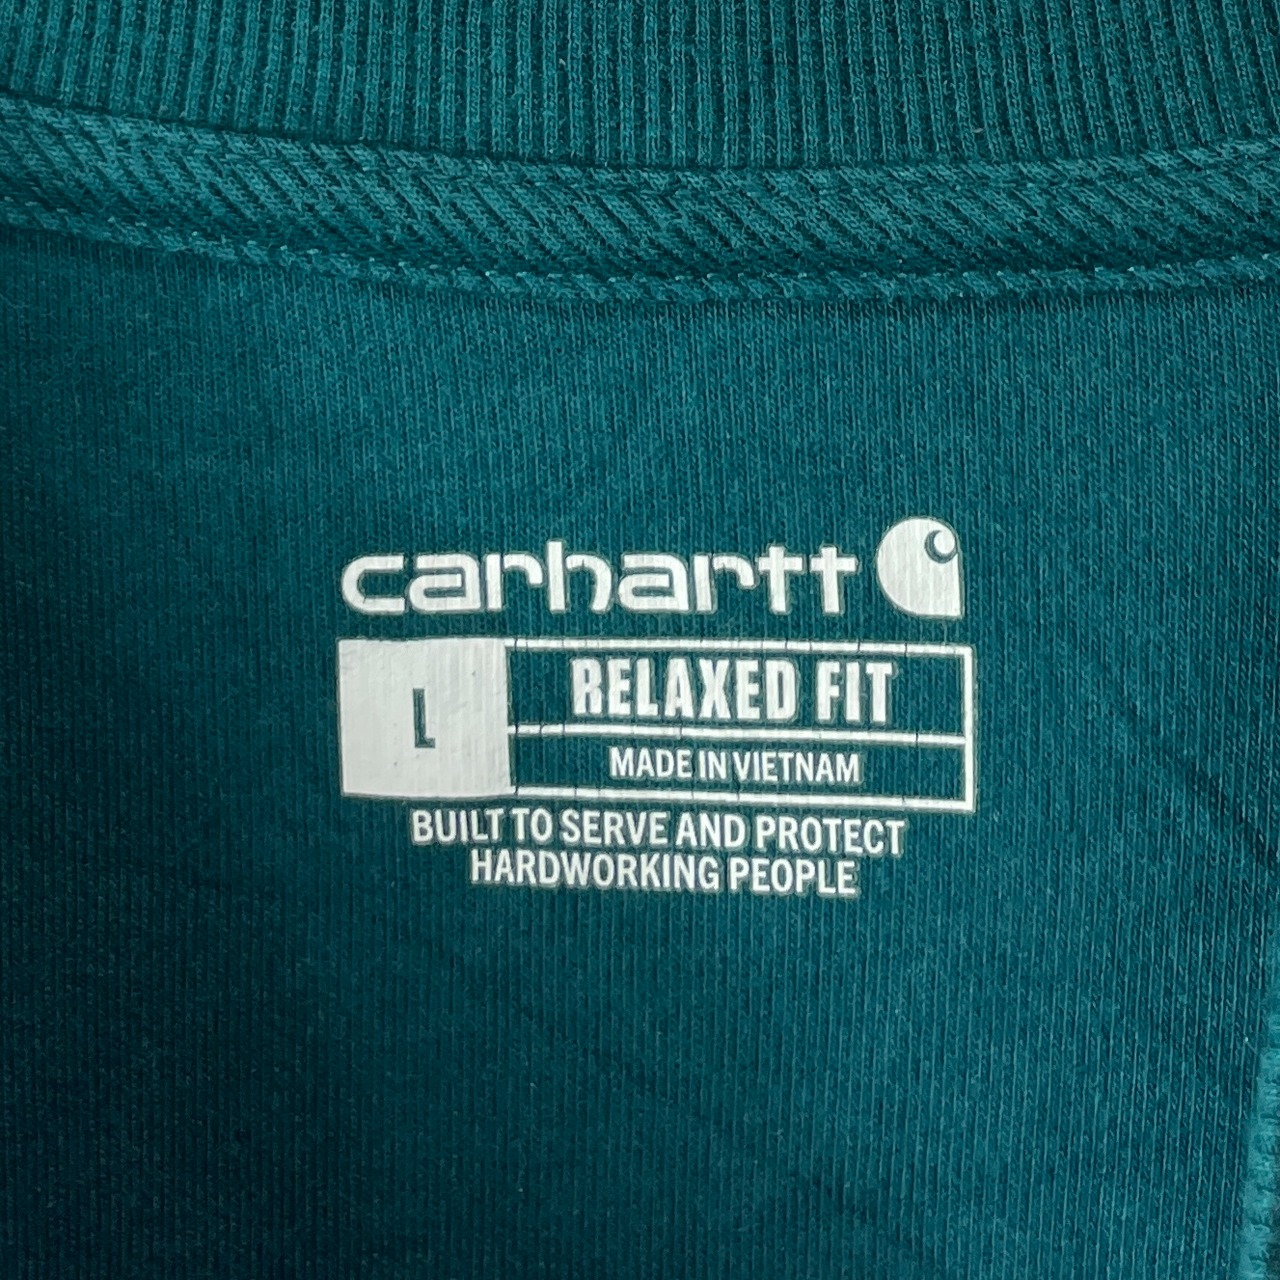 carhartt
L
RELAXED FIT
MADE IN VIETNAM
BUILT TO SERVE AND PROTECT
HARDWORKING PEOPLE